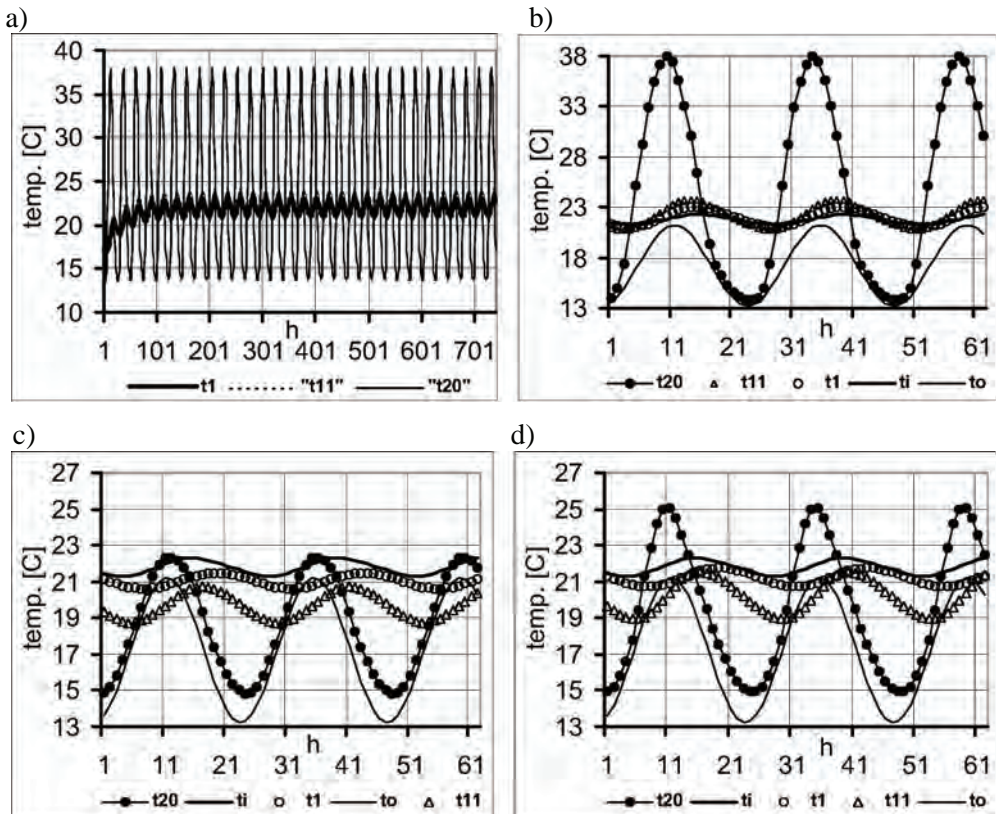 a)
temp. [C]
40
35
30
25
20
15
10
1 101 201 301 401 501 601 701
h
t1 "t11" "t20"
b)
temp. [C]
38
33
28
23
18
13
1 11 21 31 41 51 61
h
t20 t11 t1 ti to
c)
temp. [C]
27
25
23
21
19
17
15
13
1 11 21 31 41 51 61
h
t20 ti t1 to t11
d)
temp. [C]
27
25
23
21
19
17
15
13
1 11 21 31 41 51 61
h
t20 ti t1 t11 to